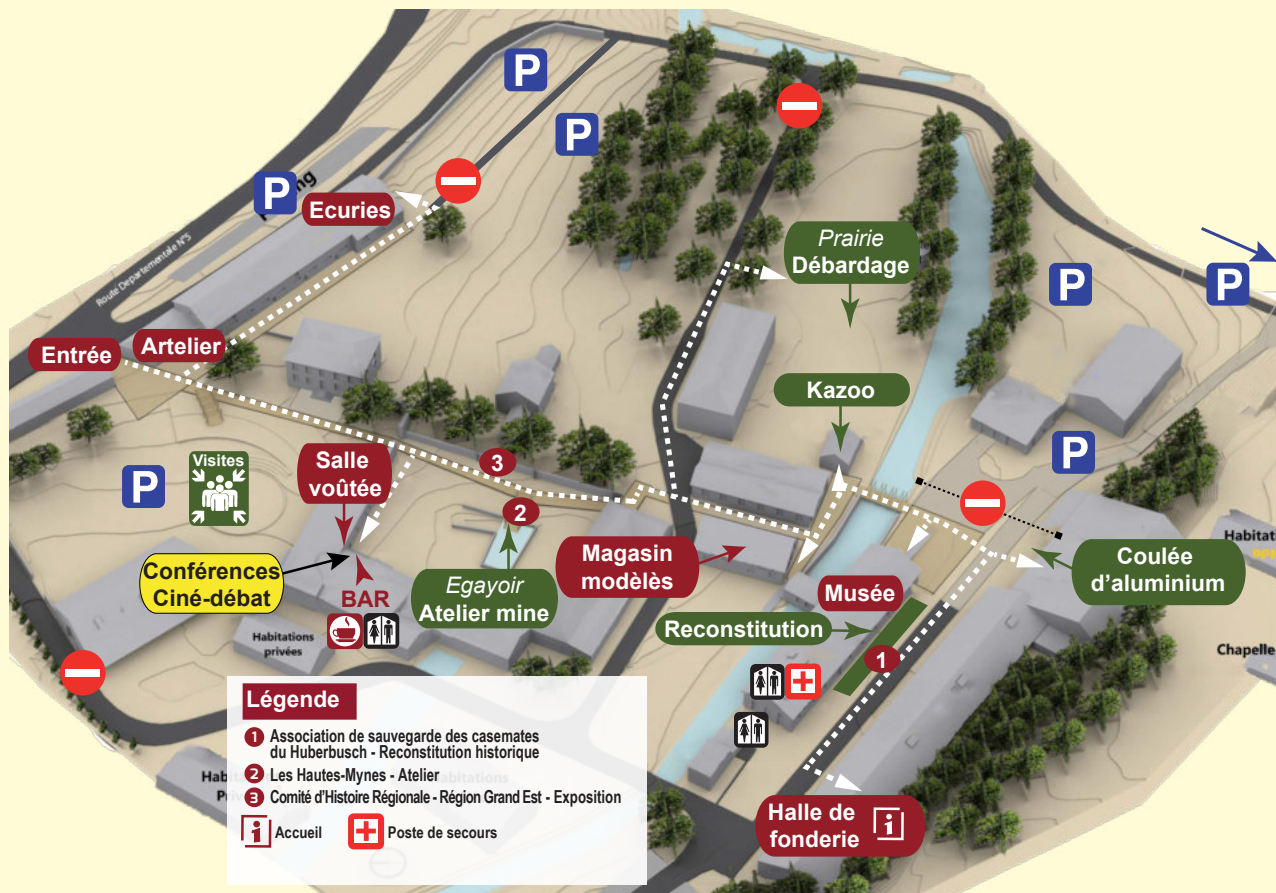 P
P
P
Ecuries
Route Departementale N°5
Prairie
Débardage
P
P
Entrée
Artelier
Kazoo
Visites
P
Salle
voûtée
3
2
P
Conférences
Ciné-débat
BAR
Egayoir
Atelier mine
Magasin
modèlès
Musée
Reconstitution
1
Coulée
d'aluminium
Habitations
privées
Chapelle
Légende
1 Association de sauvegarde des casemates
du Huberbusch - Reconstitution historique
2 Les Hautes-Mynes - Atelier
3 Comité d'Histoire Régionale - Région Grand Est - Exposition
i Accueil
Poste de secours
Halle de
fonderie i